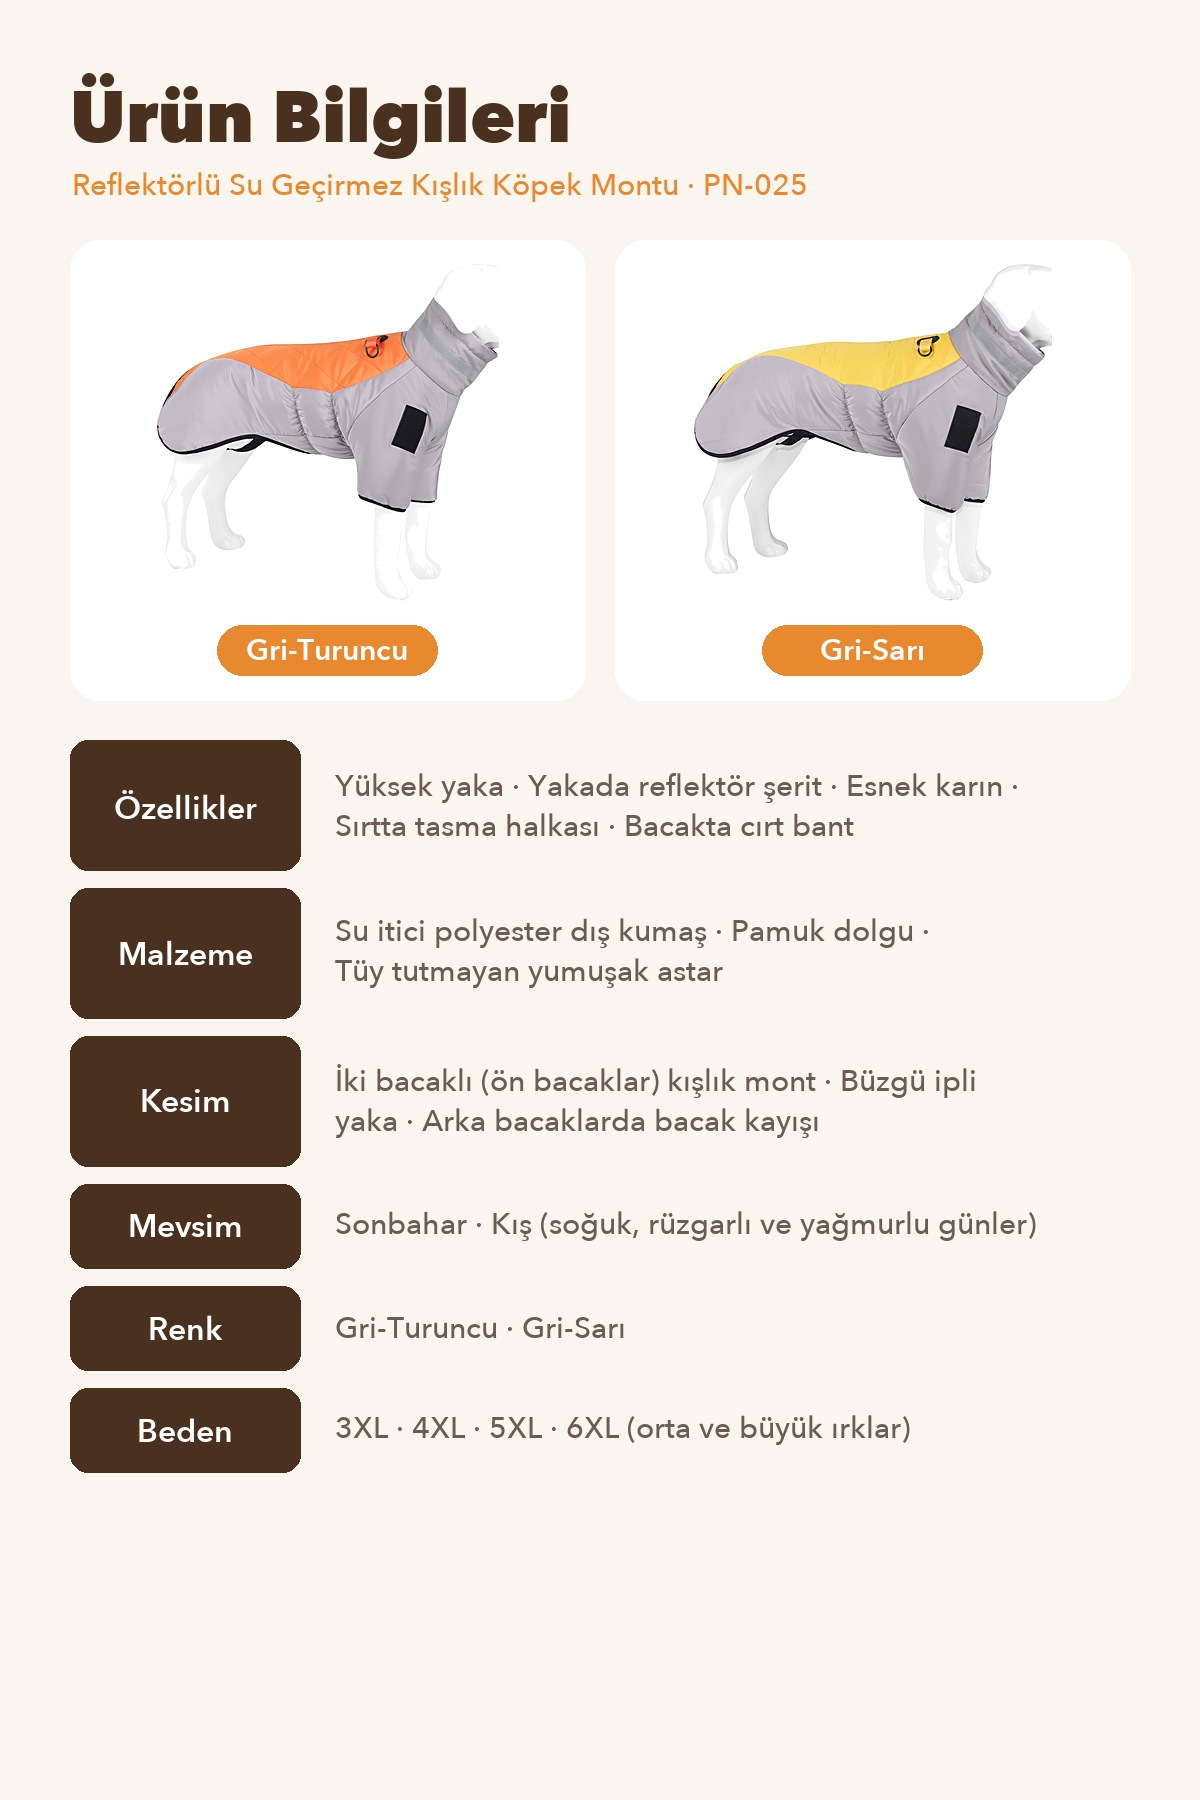 Ürün Bilgileri
Reflektörlü Su Geçirmez Kışlık Köpek Montu · PN-025
Gri-Turuncu
Gri-Sarı
Özellikler
Yüksek yaka · Yakada reflektör şerit · Esnek karın ·
Sırtta tasma halkası · Bacakta cırt bant
Malzeme
Su itici polyester dış kumaş · Pamuk dolgu ·
Tüy tutmayan yumuşak astar
Kesim
İki bacaklı (ön bacaklar) kışlık mont · Büzgü ipli
yaka · Arka bacaklarda bacak kayışı
Mevsim
Sonbahar · Kış (soğuk, rüzgarlı ve yağmurlu günler)
Renk
Gri-Turuncu · Gri-Sarı
Beden
3XL · 4XL · 5XL · 6XL (orta ve büyük ırklar)